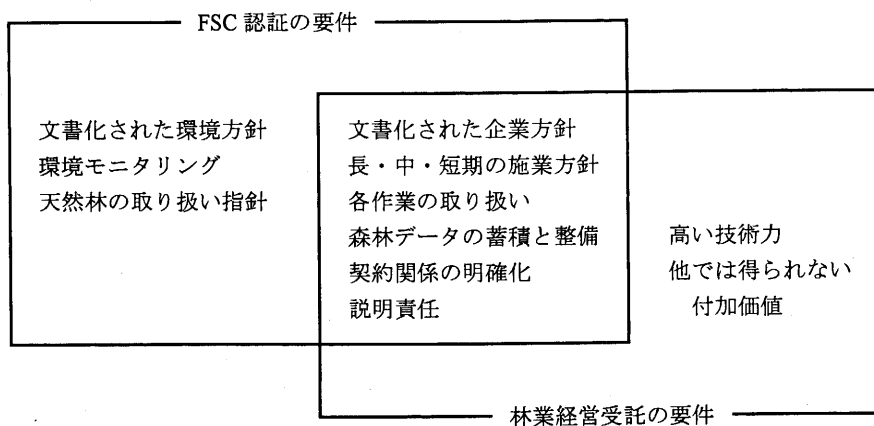 FSC 認証の要件
文書化された環境方針
環境モニタリング
天然林の取り扱い指針
文書化された企業方針
長・中・短期の施業方針
各作業の取り扱い
森林データの蓄積と整備
契約関係の明確化
説明責任
高い技術力
他では得られない
付加価値
林業経営受託の要件